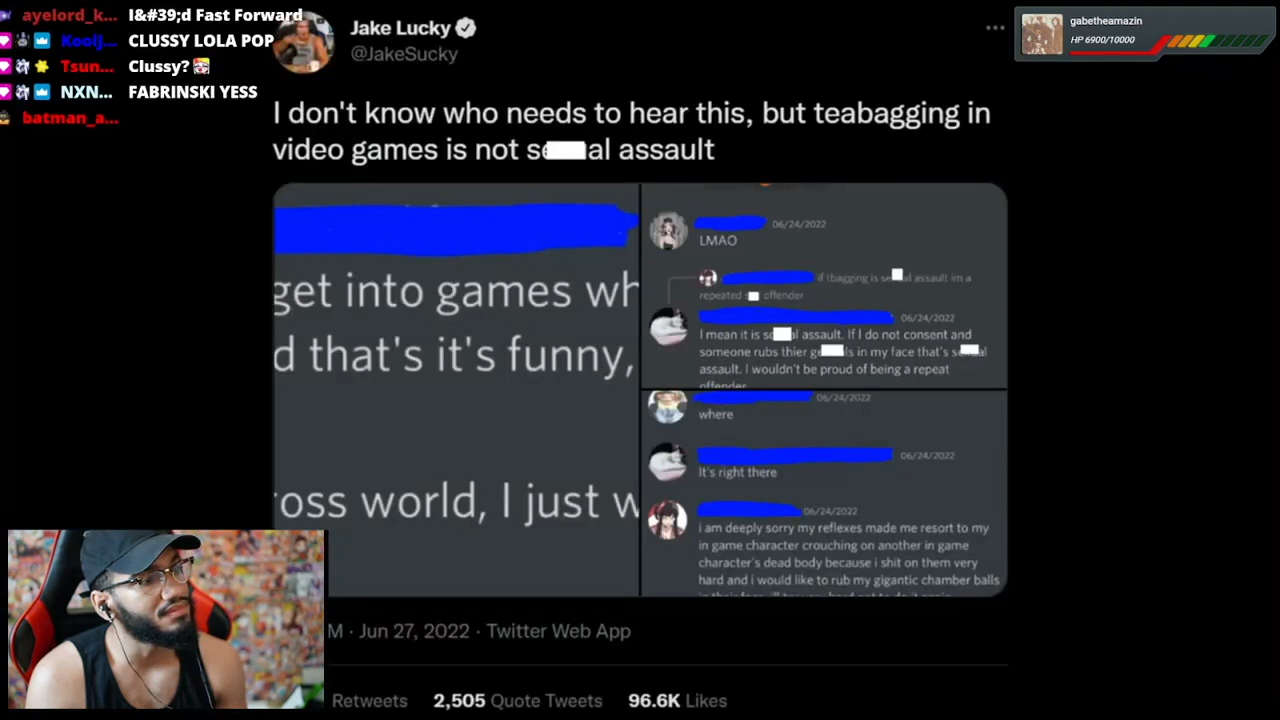 ayelord_k... I&#39;d Fast Forward
Koolj... CLUSSY LOLA POP
Tsun... Clussy?
NXN... FABRINSKI YESS
batman_a...
Jake Lucky
@JakeSucky
gabetheamazin
HP 6900/10000
I don't know who needs to hear this, but teabagging in
video games is not se al assault
get into games wh
d that's it's funny,
oss world, I just w
06/24/2022
LMAO
if tbagging is se al assault im a
repeated s offender
06/24/2022
I mean it is se l assault. If I do not consent and
someone rubs thier ge ls in my face that's se al
assault. I wouldn't be proud of being a repeat
offender
06/24/2022
where
06/24/2022
It's right there
06/24/2022
i am deeply sorry my reflexes made me resort to my
in game character crouching on another in game
character's dead body because i shit on them very
hard and i would like to rub my gigantic chamber balls
M · Jun 27, 2022 · Twitter Web App
Retweets 2,505 Quote Tweets 96.6K Likes